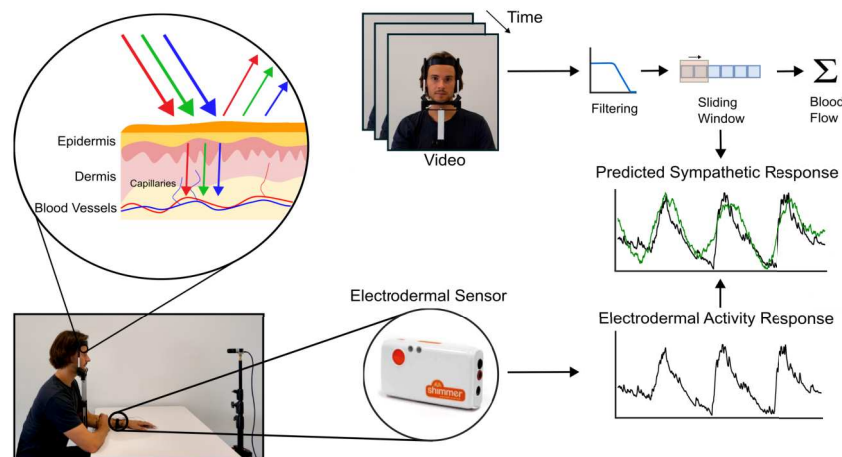 Time
Video
Filtering
Sliding
Window
Blood
Flow
Epidermis
Dermis
Capillaries
Blood Vessels
Predicted Sympathetic Response
Electrodermal Sensor
shimmer
Electrodermal Activity Response